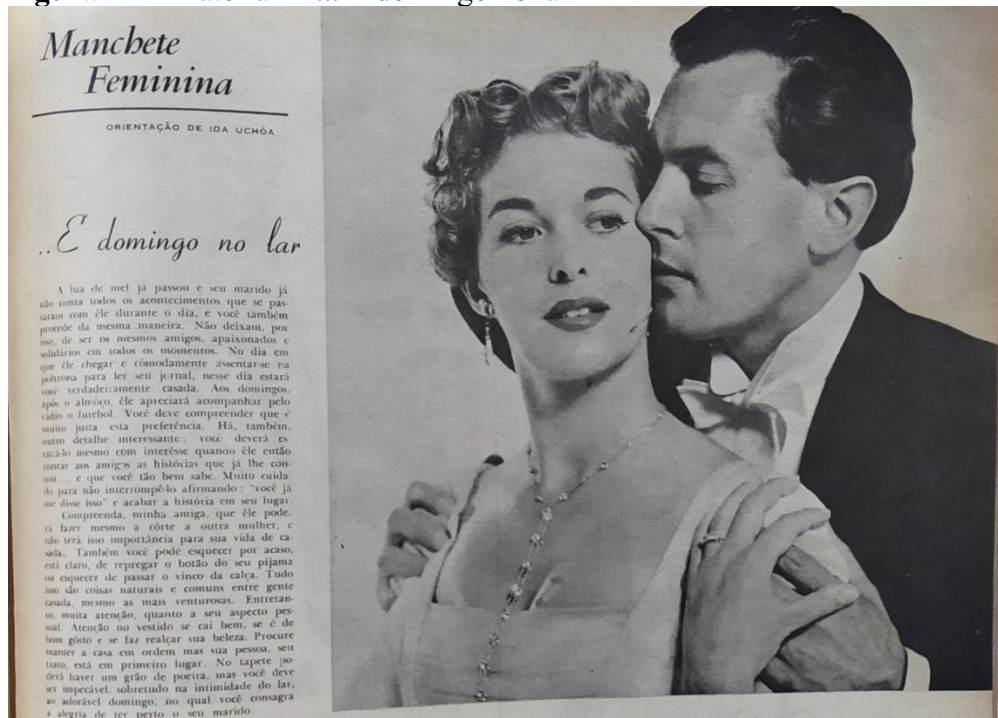 Manchete
Feminina
ORIENTAÇÃO DE IDA UCHÔA
...E domingo no lar
A lua de mel já passou e seu marido já
não conta todos os acontecimentos que se pas-
saram com êle durante o dia, e você também
procede da mesma maneira. Não deixam, por
isso, de ser os mesmos amigos, apaixonados e
solidários em todos os momentos. No dia em
que êle chegar e cômodamente assentar-se na
poltrona para ler seu jornal, nesse dia estará
você verdadeiramente casada. Aos domingos,
após o almôço, êle apreciará acompanhar pelo
rádio o futebol. Você deve compreender que é
muito justa esta preferência. Há, também,
outro detalhe interessante: você deverá es-
cutá-lo mesmo com interêsse quando êle então
contar aos amigos as histórias que já lhe con-
tou... e que você tão bem sabe. Muito cuida-
do para não interrompê-lo afirmando: "você já
me disse isso" e acabar a história em seu lugar.
Compreenda, minha amiga, que êle pode-
rá fazer mesmo a côrte a outra mulher, e
não terá isso importância para sua vida de ca-
sada. Também você pode esquecer por acaso,
está claro, de repregar o botão do seu pijama
ou esquecer de passar o vinco da calça. Tudo
isso são coisas naturais e comuns entre gente
casada, mesmo as mais venturosas. Entretan-
to, muita atenção, quanto a seu aspecto pes-
soal. Atenção no vestido se cai bem, se é de
bom gôsto e se faz realçar sua beleza. Procure
manter a casa em ordem mas sua pessoa, seu
trato, está em primeiro lugar. No tapete po-
derá haver um grão de poeira, mas você deve
ser impecável, sobretudo na intimidade do lar,
ao adorável domingo, no qual você consagra
a alegria de ter perto o seu marido